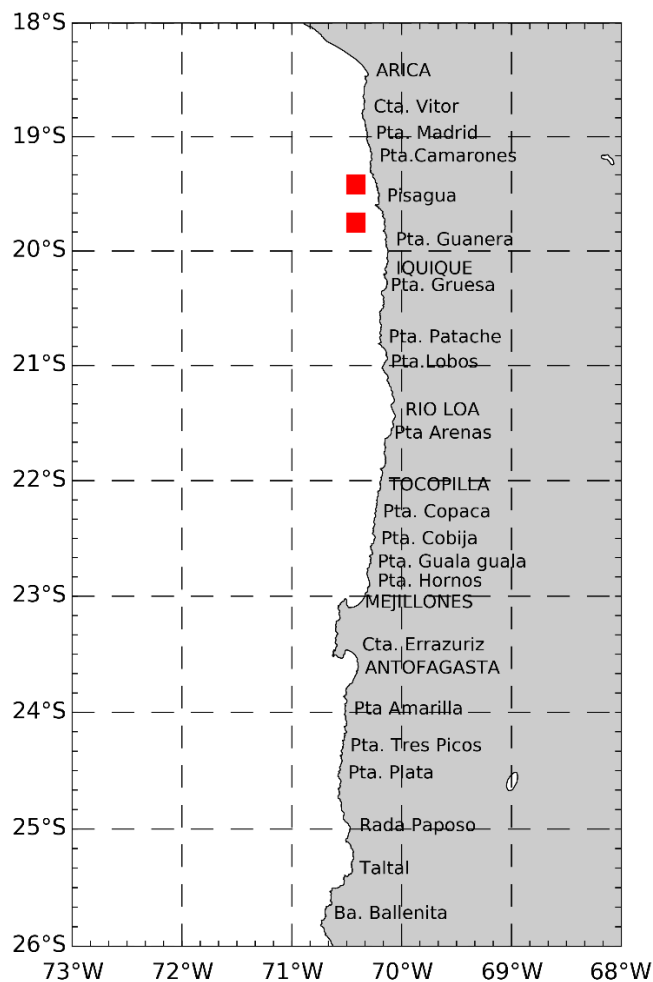 18°S
ARICA
Cta. Vitor
19°S
Pta. Madrid
Pta.Camarones
Pisagua
Pta. Guanera
20°S
IQUIQUE
Pta. Gruesa
Pta. Patache
21°S
Pta.Lobos
RIO LOA
Pta Arenas
22°S
TOCOPILLA
Pta. Copaca
Pta. Cobija
Pta. Guala guala
Pta. Hornos
23°S
MEJILLONES
Cta. Errazuriz
ANTOFAGASTA
24°S
Pta Amarilla
Pta. Tres Picos
Pta. Plata
25°S
Rada Paposo
Taltal
Ba. Ballenita
26°S
73°W 72°W 71°W 70°W 69°W 68°W